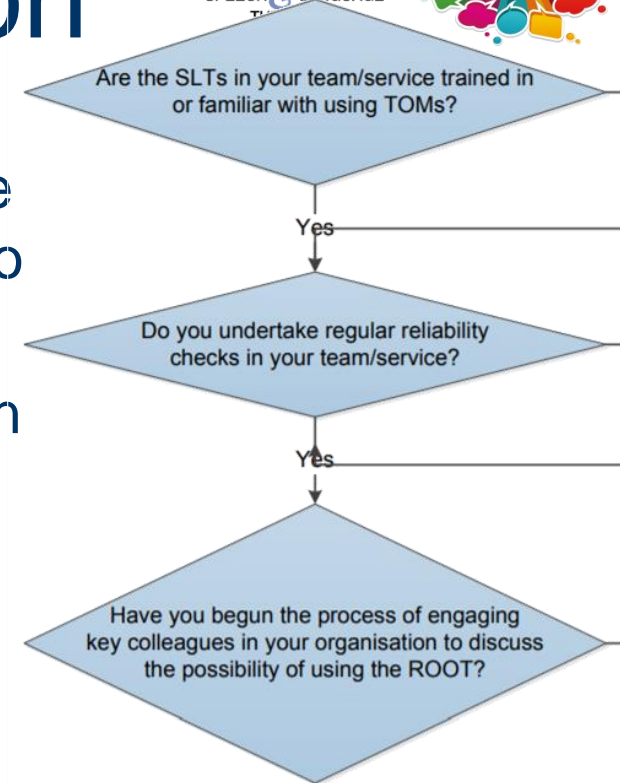 on
Are the SLTs in your team/service trained in
or familiar with using TOMs?
Yes
Do you undertake regular reliability
checks in your team/service?
Yes
Have you begun the process of engaging
key colleagues in your organisation to discuss
the possibility of using the ROOT?